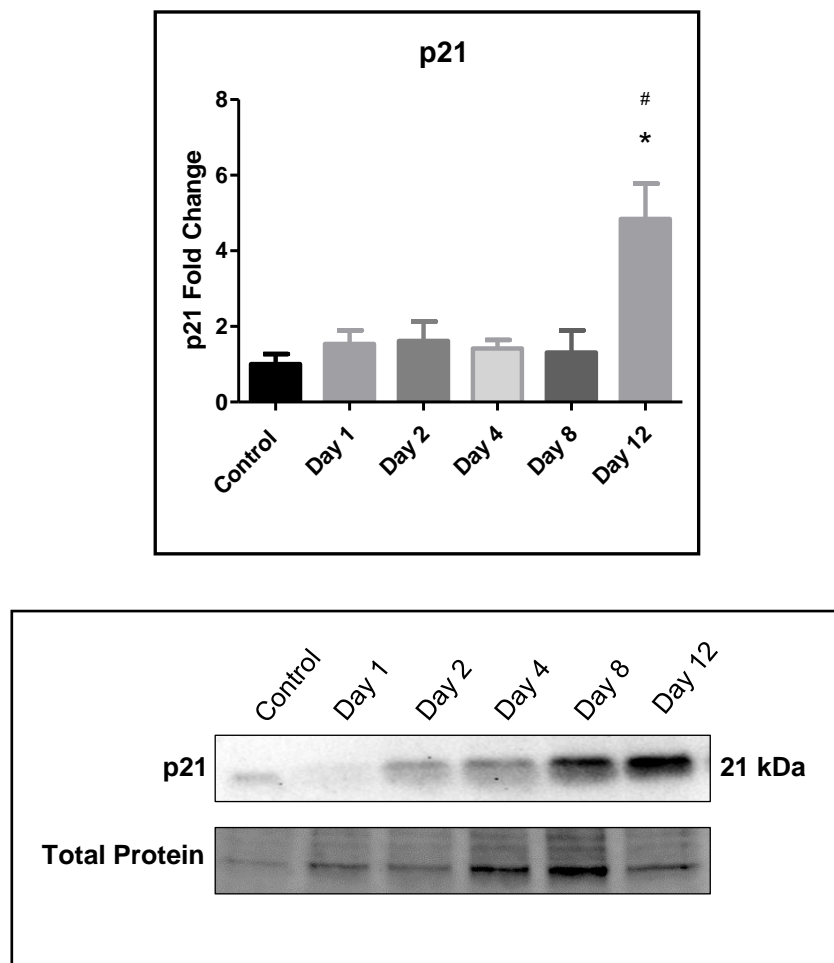 p21
p21 Fold Change
8
6
4
2
0
#
*
Control
Day 1
Day 2
Day 4
Day 8
Day 12
Control
Day 1
Day 2
Day 4
Day 8
Day 12
p21
21 kDa
Total Protein